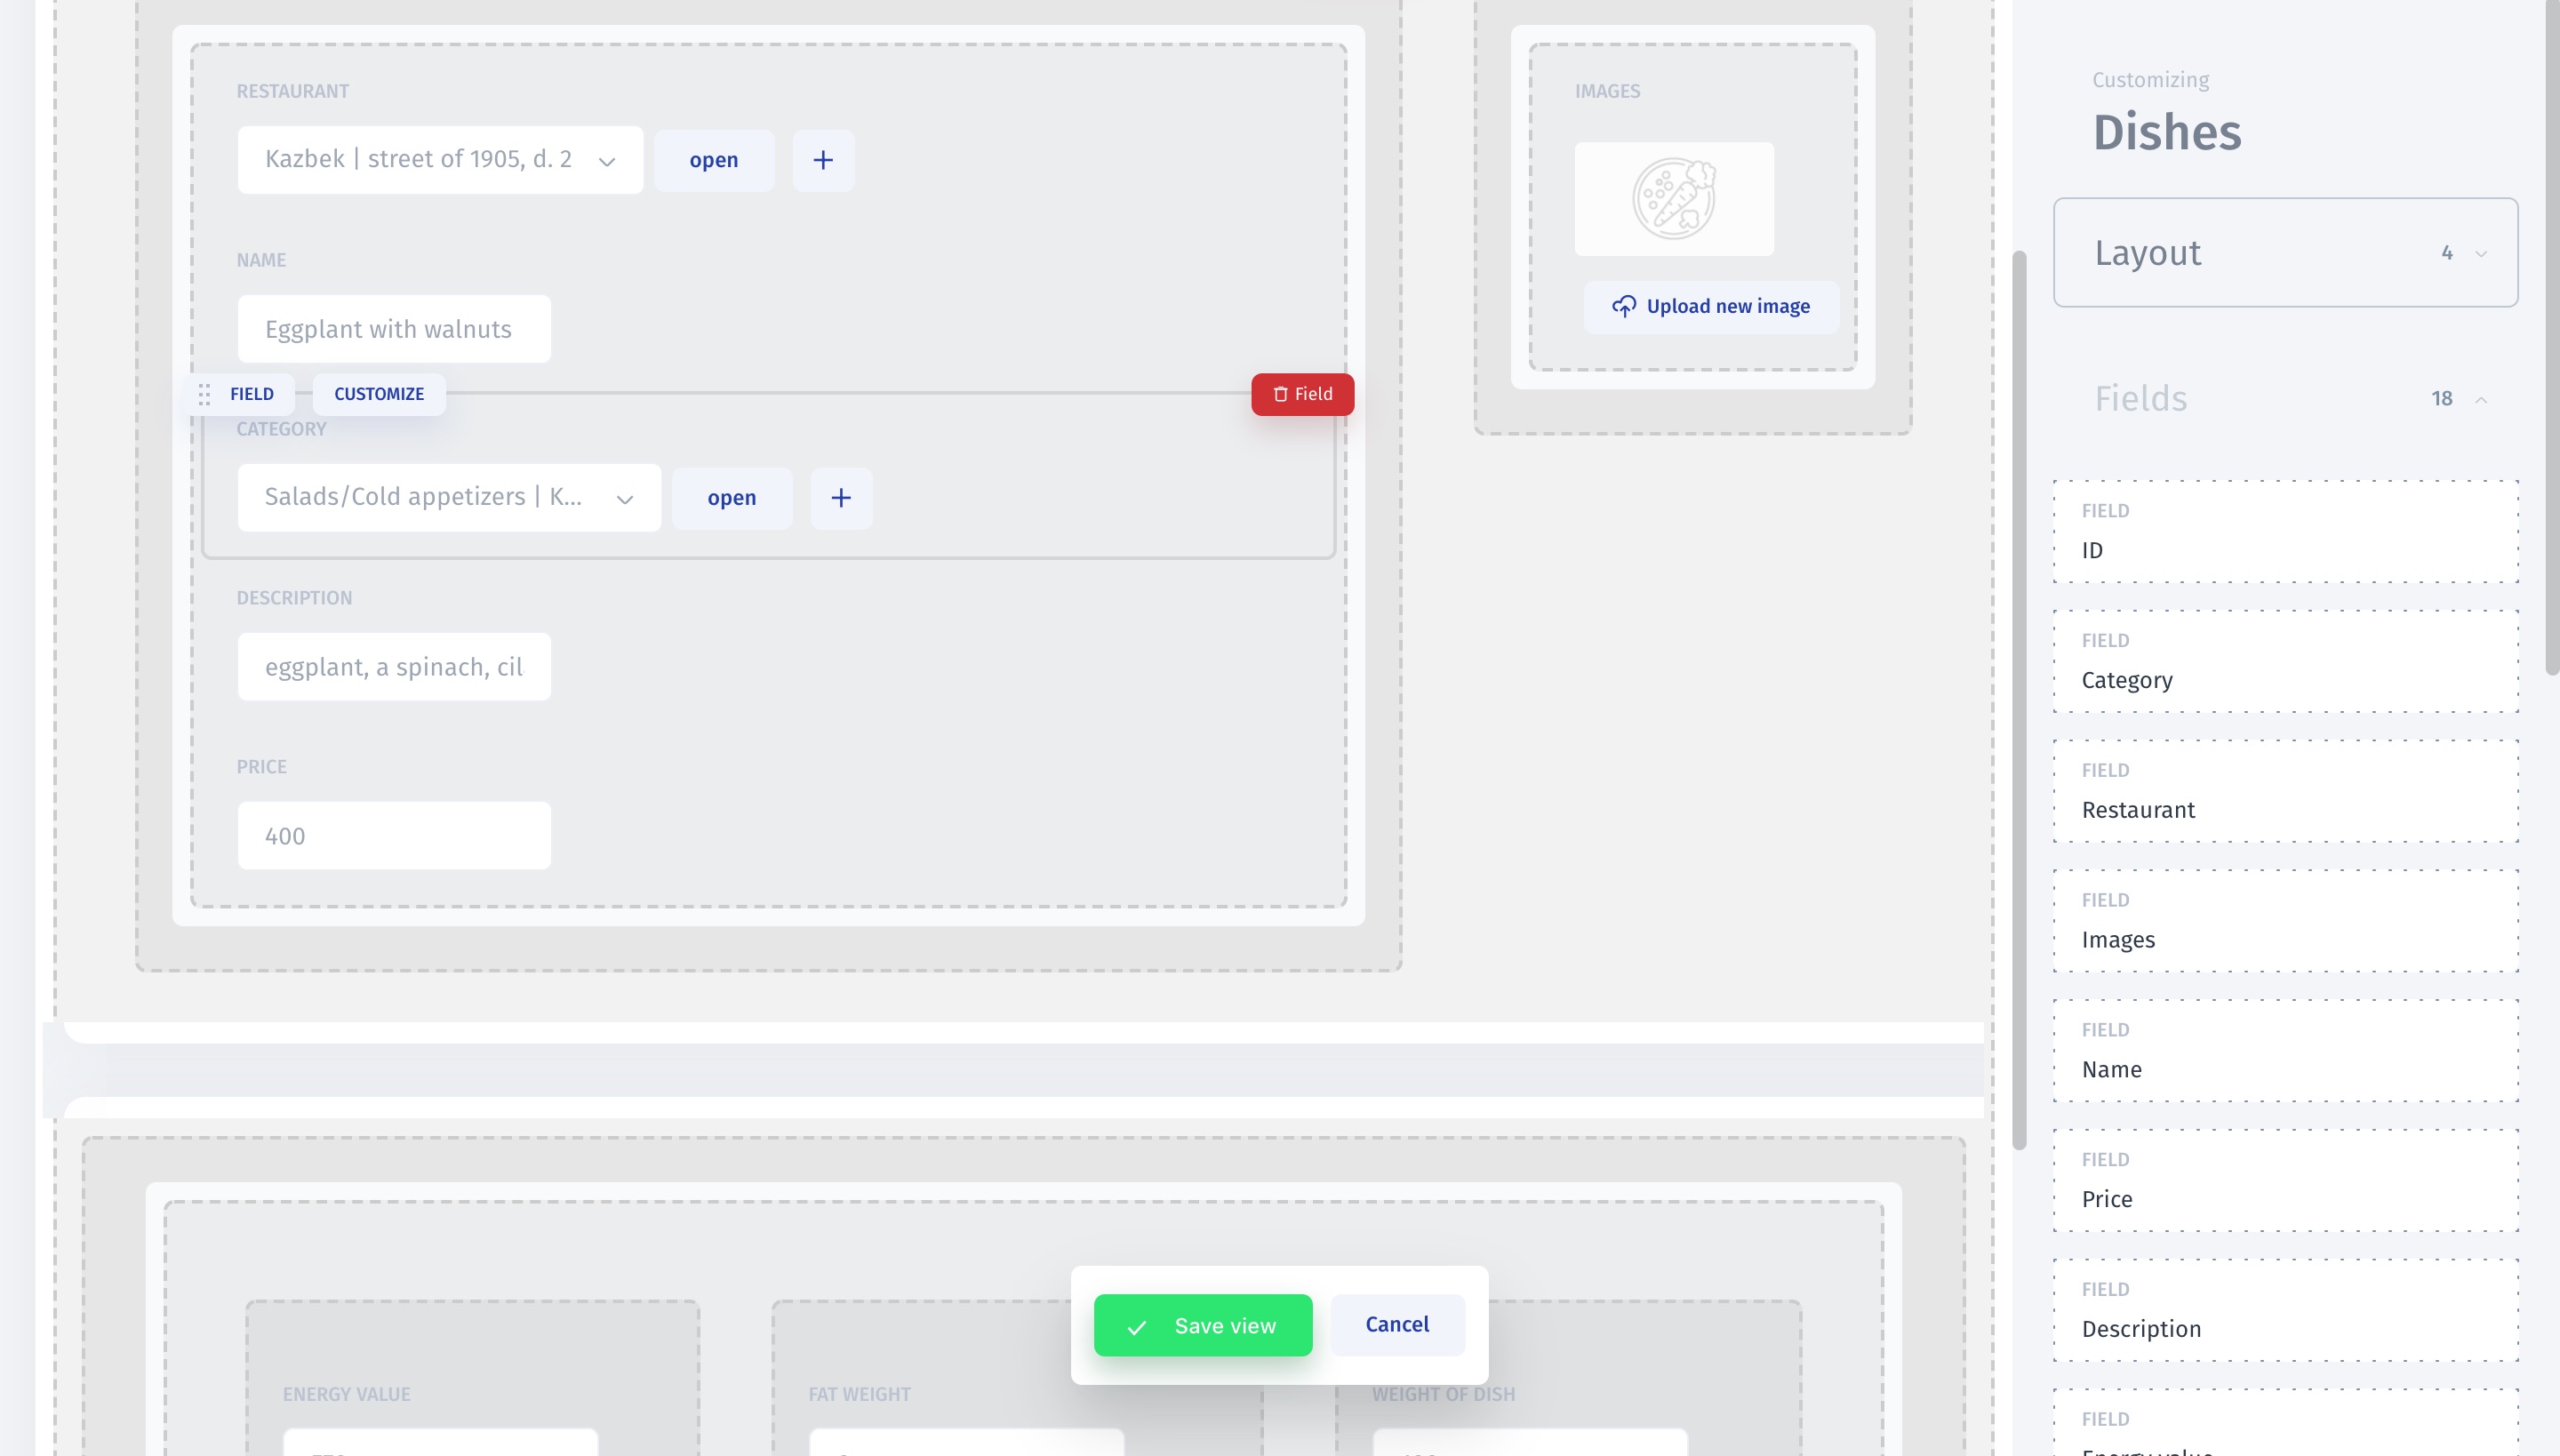 RESTAURANT
Kazbek | street of 1905, d. 2
open
+
NAME
Eggplant with walnuts
FIELD
CUSTOMIZE
Field
CATEGORY
Salads/Cold appetizers | K...
open
+
DESCRIPTION
eggplant, a spinach, cil
PRICE
400
IMAGES
Upload new image
ENERGY VALUE
FAT WEIGHT
WEIGHT OF DISH
Save view
Cancel
Customizing
Dishes
Layout 4
Fields 18
FIELD
ID
FIELD
Category
FIELD
Restaurant
FIELD
Images
FIELD
Name
FIELD
Price
FIELD
Description
FIELD
Energy value